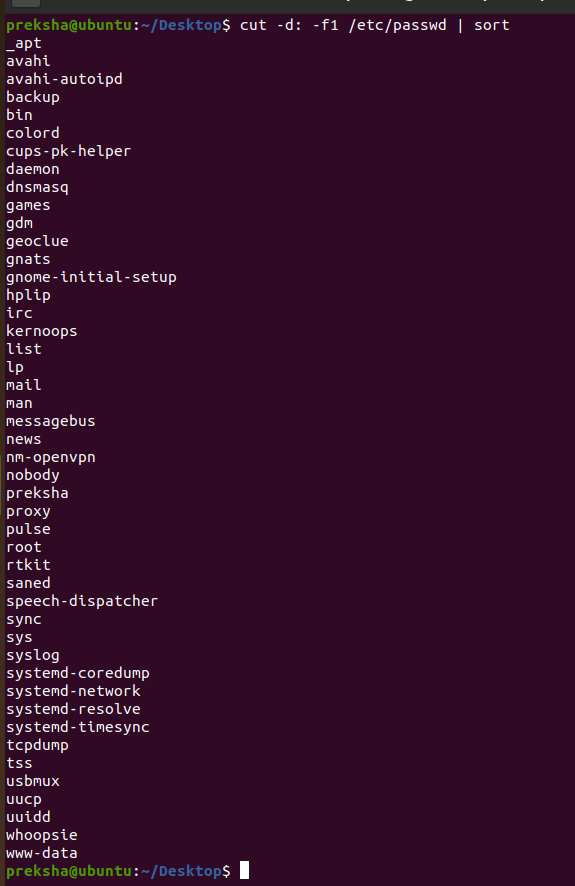 preksha@ubuntu:~/Desktop$ cut -d: -f1 /etc/passwd | sort
_apt
avahi
avahi-autoipd
backup
bin
colord
cups-pk-helper
daemon
dnsmasq
games
gdm
geoclue
gnats
gnome-initial-setup
hplip
irc
kernoops
list
lp
mail
man
messagebus
news
nm-openvpn
nobody
preksha
proxy
pulse
root
rtkit
saned
speech-dispatcher
sync
sys
syslog
systemd-coredump
systemd-network
systemd-resolve
systemd-timesync
tcpdump
tss
usbmux
uucp
uuidd
whoopsie
www-data
preksha@ubuntu:~/Desktop$